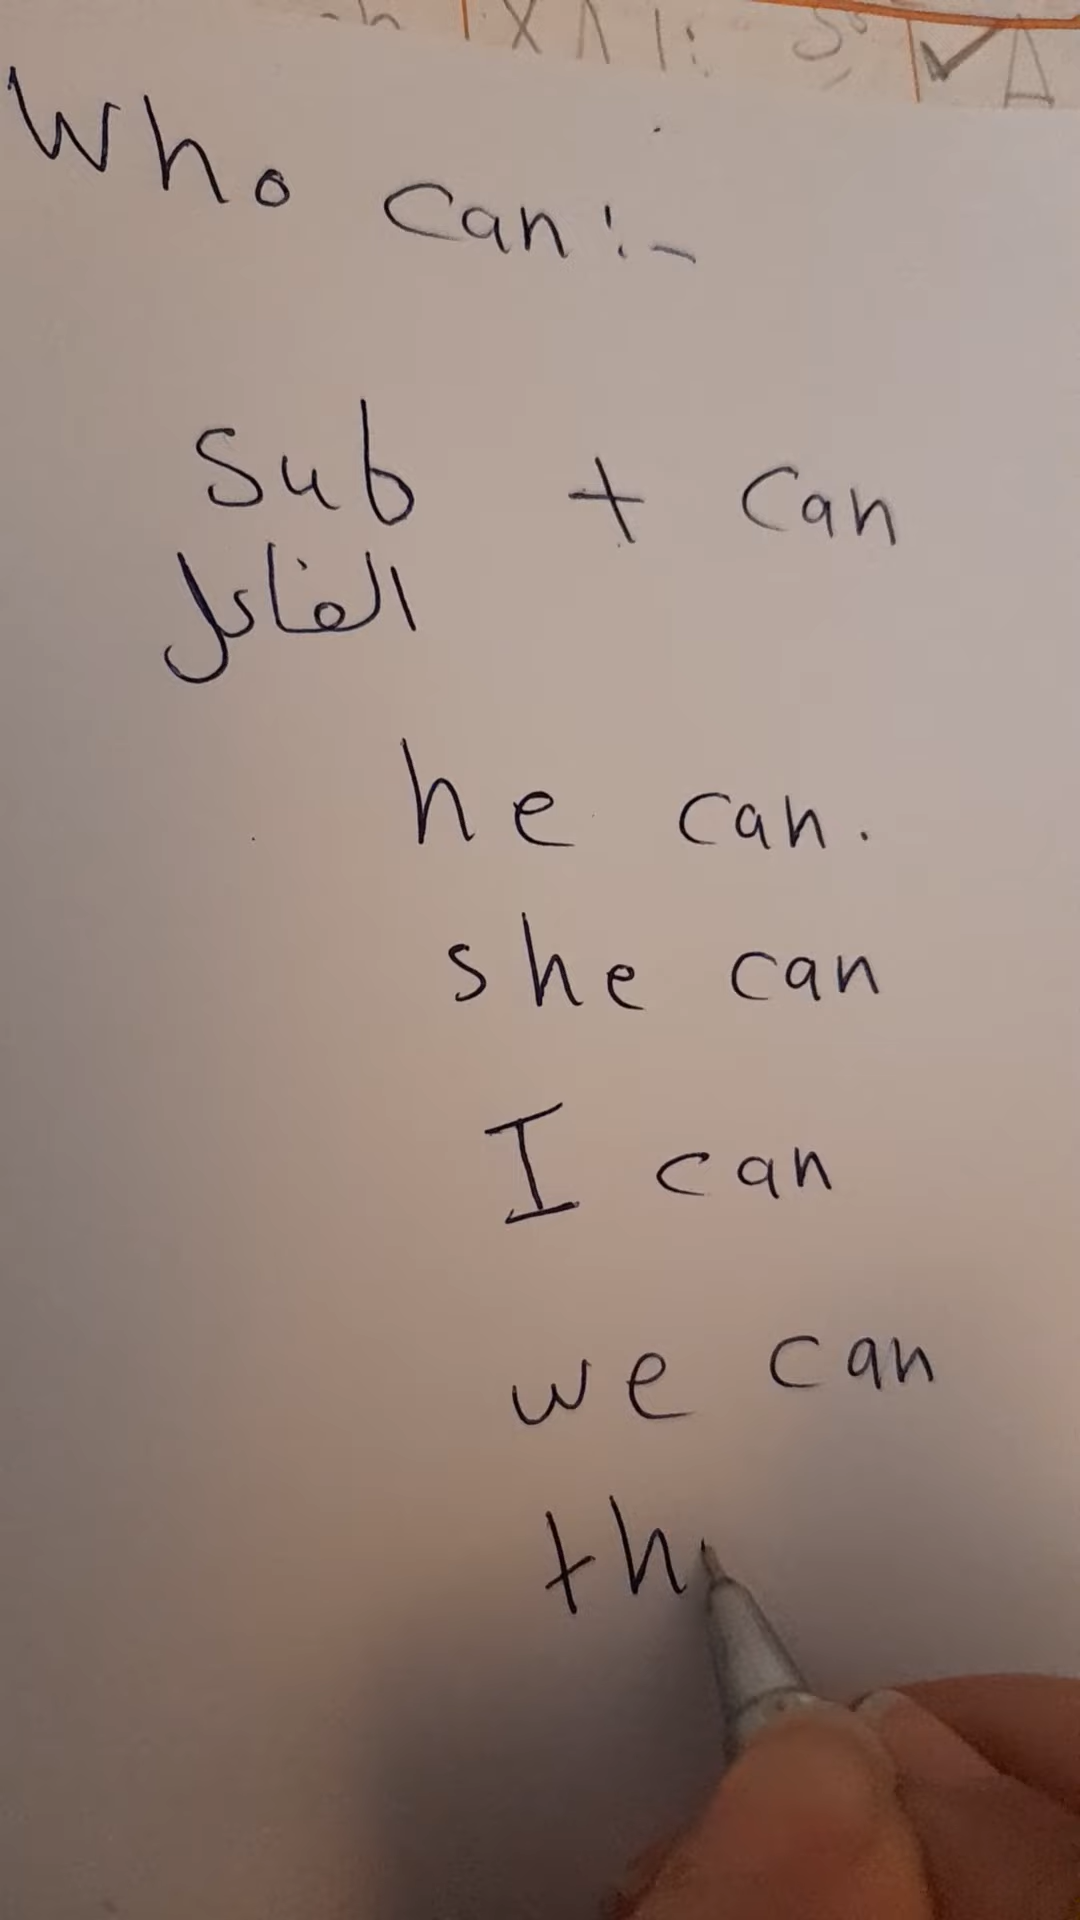 Who can :-
Sub + Can
الفاعل
he can.
she can
I can
we can
th